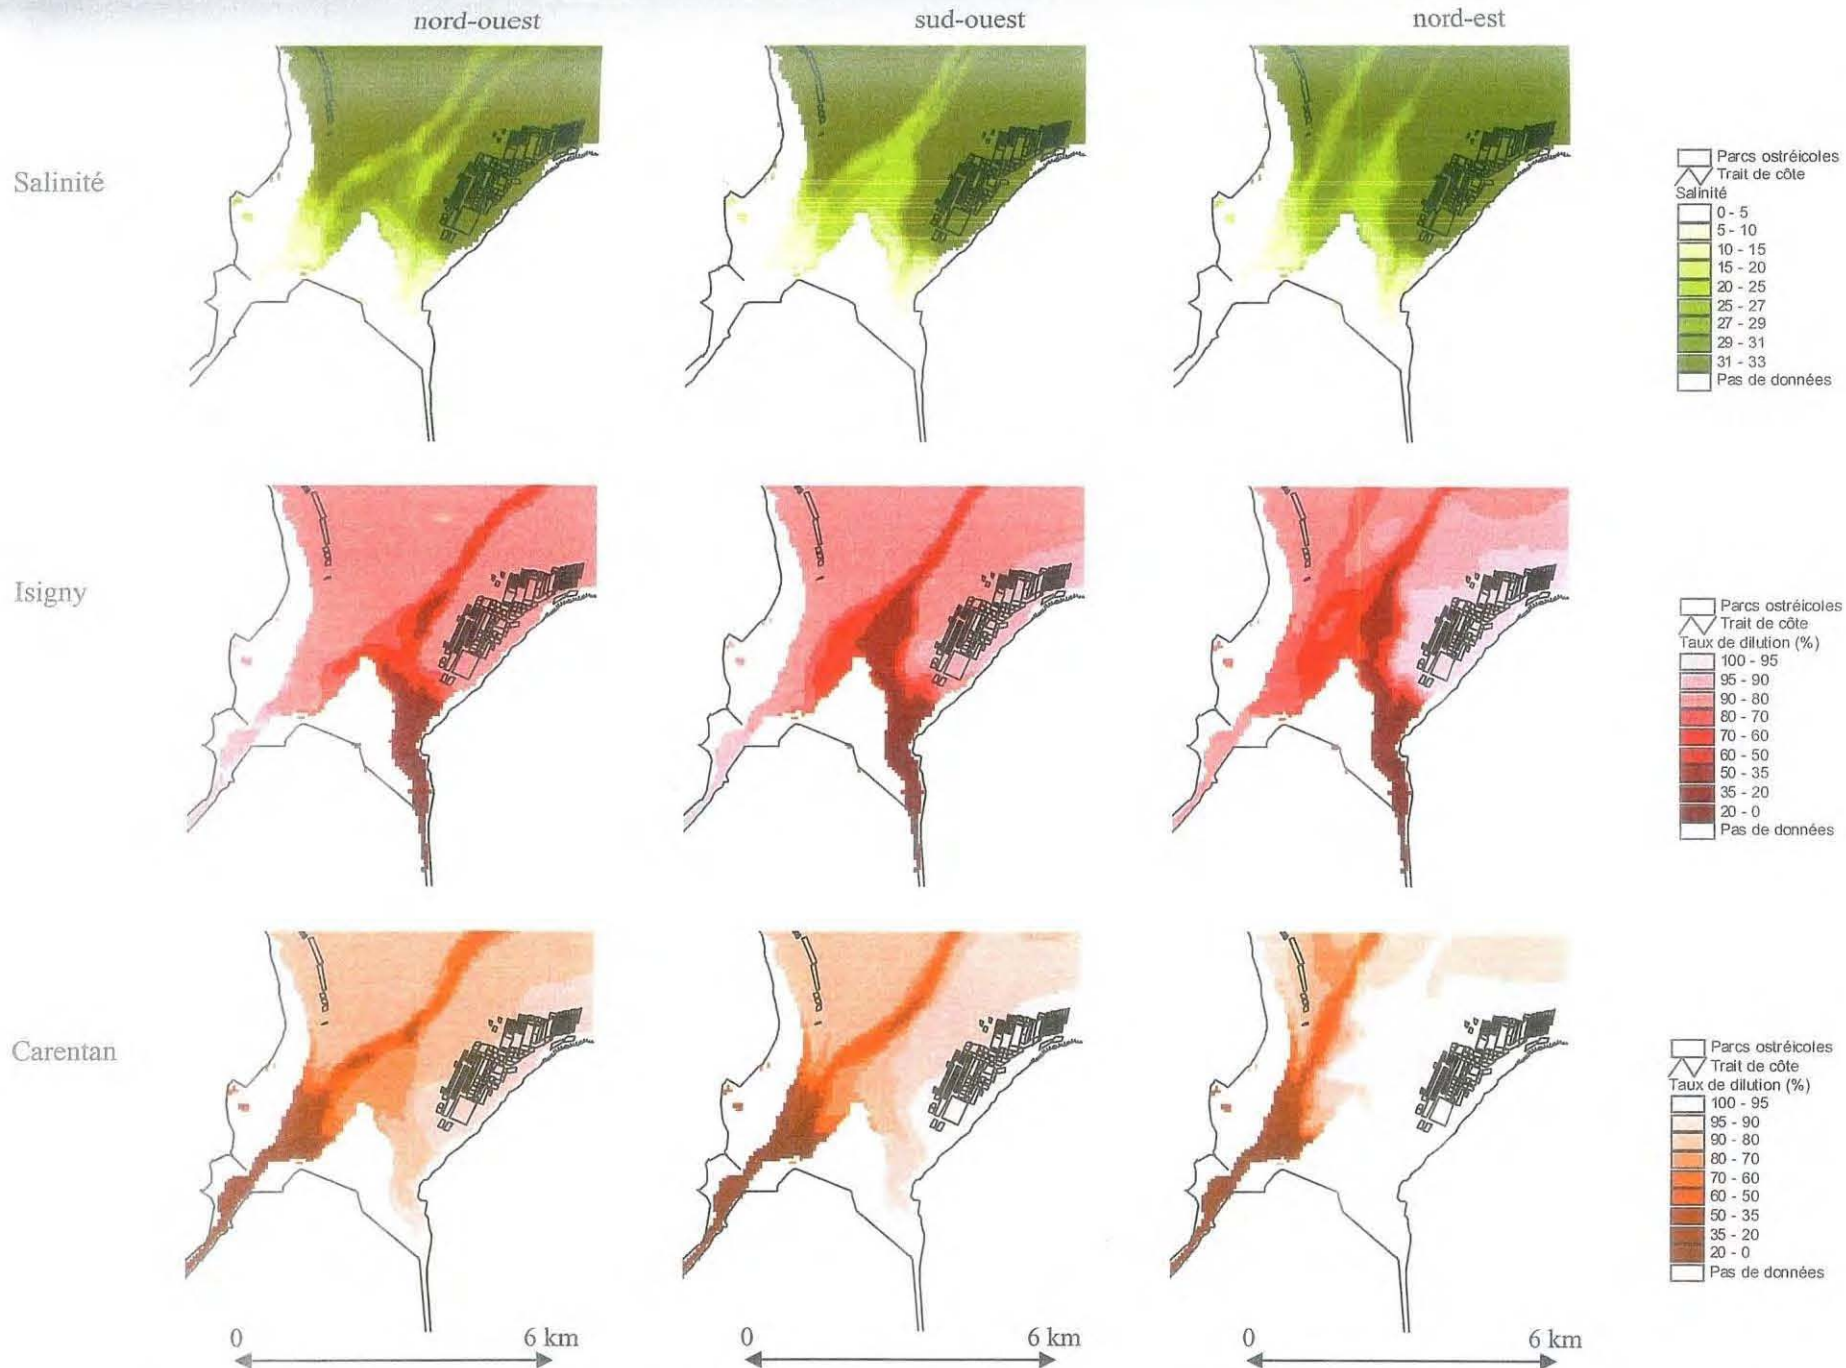 nord-ouest
sud-ouest
nord-est
Salinité
Parcs ostréicoles
Trait de côte
Salinité
0 - 5
5 - 10
10 - 15
15 - 20
20 - 25
25 - 27
27 - 29
29 - 31
31 - 33
Pas de données
Isigny
Parcs ostréicoles
Trait de côte
Taux de dilution (%)
100 - 95
95 - 90
90 - 80
80 - 70
70 - 60
60 - 50
50 - 35
35 - 20
20 - 0
Pas de données
Carentan
Parcs ostréicoles
Trait de côte
Taux de dilution (%)
100 - 95
95 - 90
90 - 80
80 - 70
70 - 60
60 - 50
50 - 35
35 - 20
20 - 0
Pas de données
0 6 km
0 6 km
0 6 km